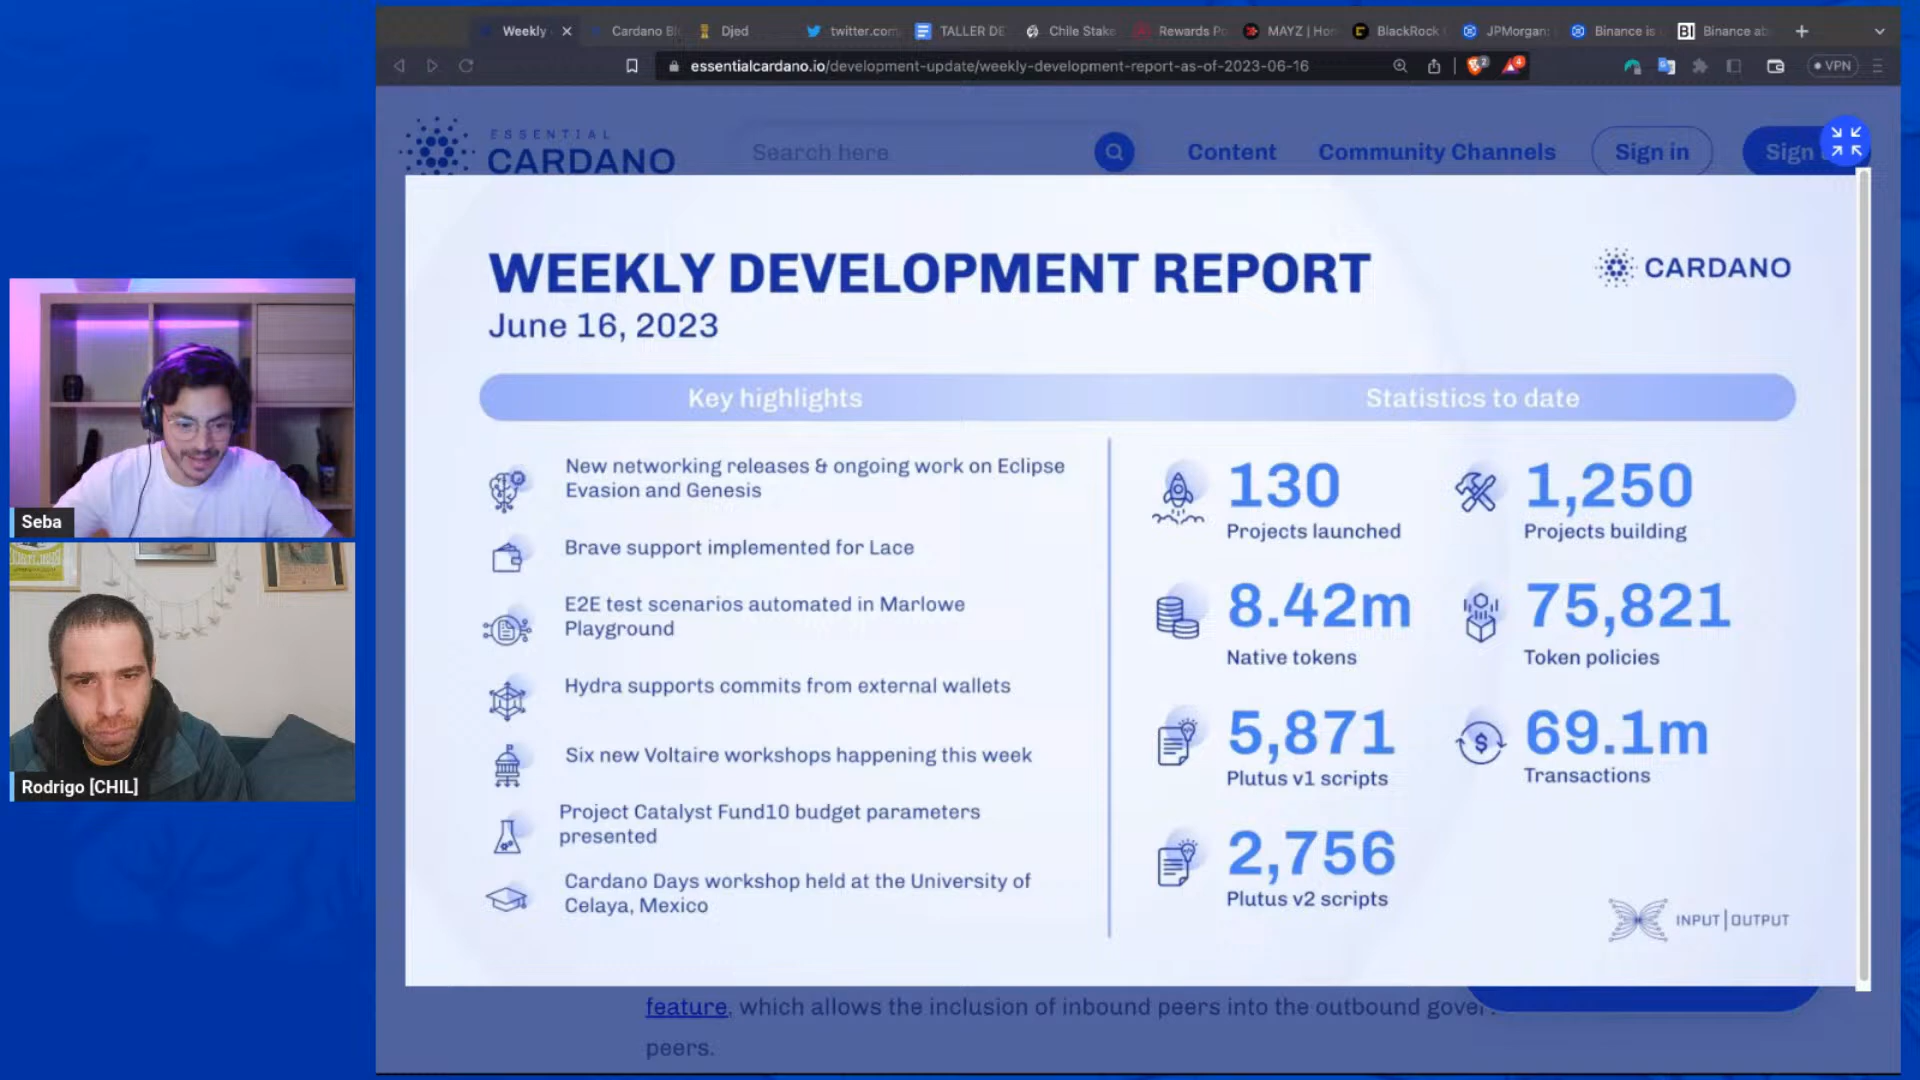 Weekly
Cardano Bl
Djed
twitter.com
TALLER DE
Chile Stake
Rewards Po
MAYZ | Hom
BlackRock
JPMorgan
Binance is
BI
Binance ab
essentialcardano.io/development-update/weekly-development-report-as-of-2023-06-16
2
4
VPN
ESSENTIAL
CARDANO
Search here
Content
Community Channels
Sign in
Sign
WEEKLY DEVELOPMENT REPORT
June 16, 2023
CARDANO
Key highlights
Statistics to date
New networking releases & ongoing work on Eclipse
Evasion and Genesis
Brave support implemented for Lace
E2E test scenarios automated in Marlowe
Playground
Hydra supports commits from external wallets
Six new Voltaire workshops happening this week
Project Catalyst Fund10 budget parameters
presented
Cardano Days workshop held at the University of
Celaya, Mexico
130
Projects launched
1,250
Projects building
8.42m
Native tokens
75,821
Token policies
5,871
Plutus v1 scripts
69.1m
Transactions
2,756
Plutus v2 scripts
INPUT | OUTPUT
feature, which allows the inclusion of inbound peers into the outbound gover
peers.
Seba
Rodrigo [CHIL]